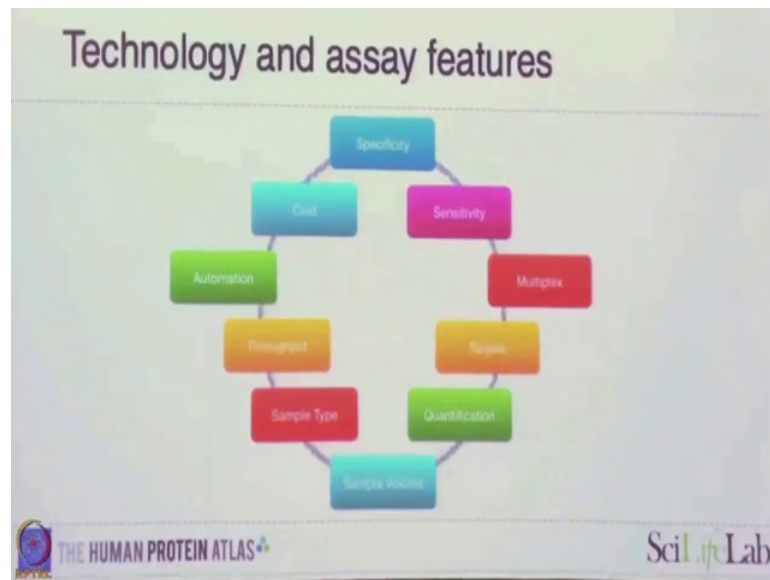 Technology and assay features
Specificity
Cost
Sensitivity
Automation
Multiplex
Throughput
Targets
Sample Type
Quantification
Sample Volume
NPTEL
THE HUMAN PROTEIN ATLAS
SciLifeLab